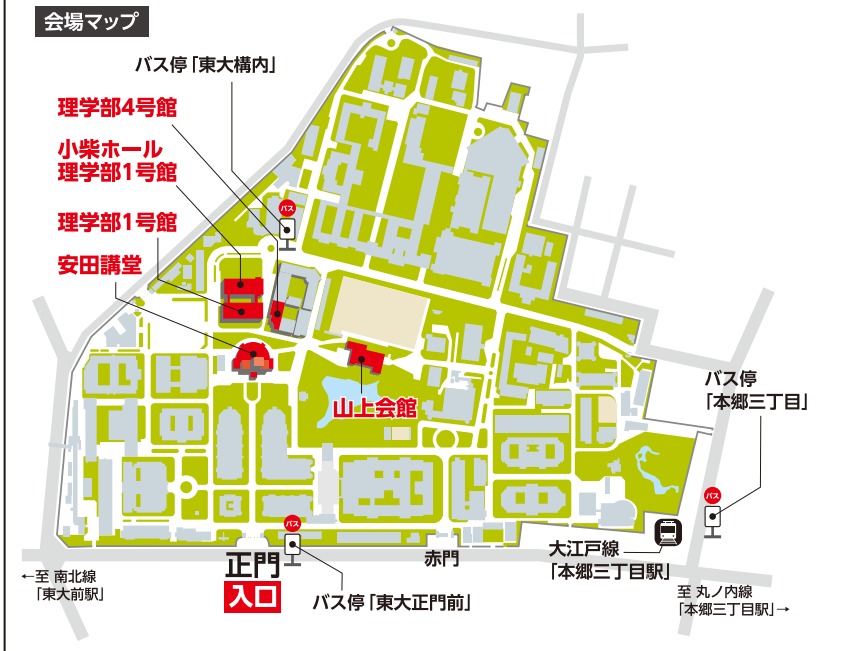 会場マップ
バス停「東大構内」
理学部4号館
小柴ホール
理学部1号館
理学部1号館
安田講堂
バス
山上会館
バス停
「本郷三丁目」
バス
バス
正門
入口
赤門
大江戸線
「本郷三丁目駅」
←至 南北線
「東大前駅」
バス停「東大正門前」
至 丸ノ内線
「本郷三丁目駅」→